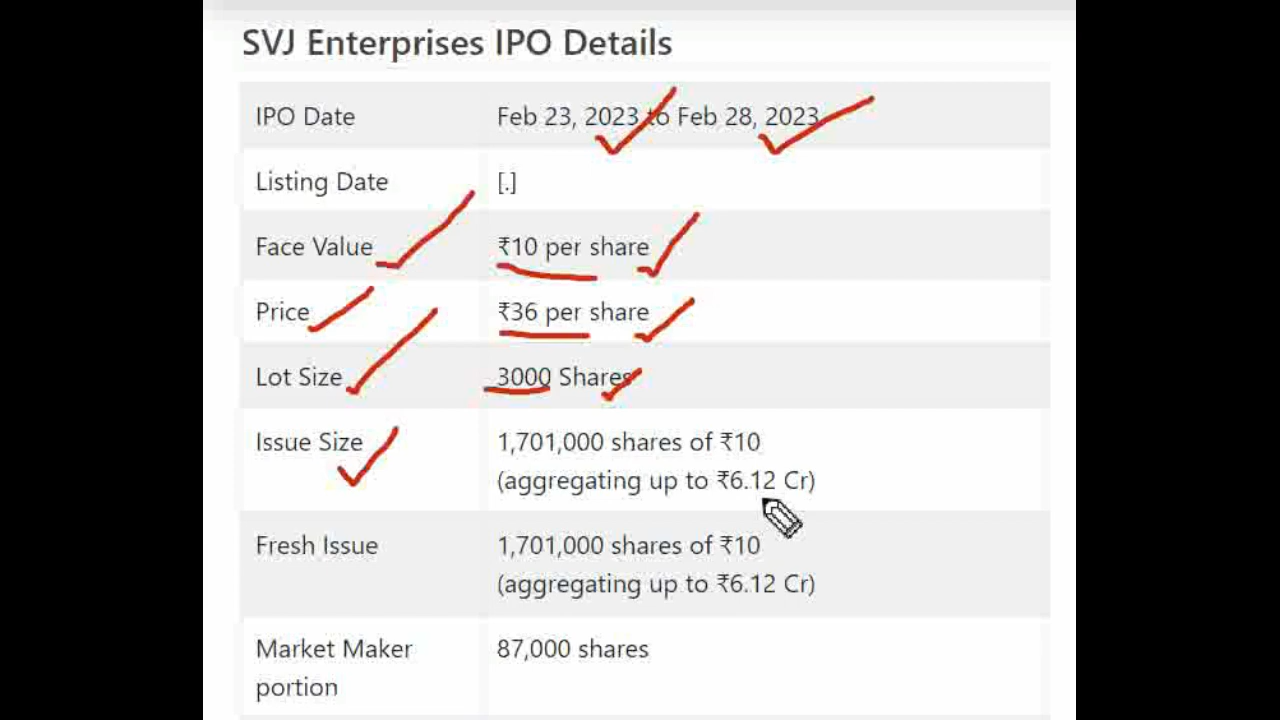 SVJ Enterprises IPO Details
IPO Date Feb 23, 2023 to Feb 28, 2023
Listing Date [.]
Face Value ₹10 per share
Price ₹36 per share
Lot Size 3000 Shares
Issue Size 1,701,000 shares of ₹10
(aggregating up to ₹6.12 Cr)
Fresh Issue 1,701,000 shares of ₹10
(aggregating up to ₹6.12 Cr)
Market Maker 87,000 shares
portion